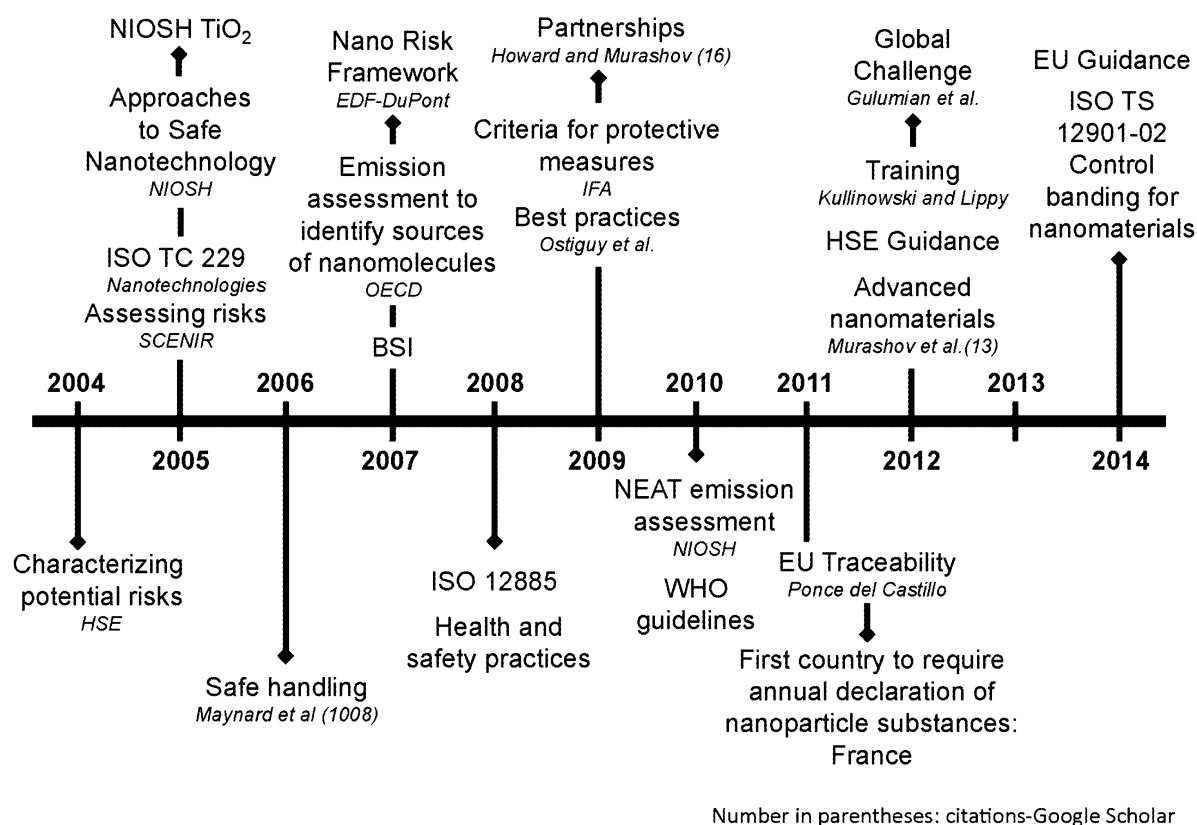 NIOSH TiO₂
Approaches
to Safe
Nanotechnology
NIOSH
ISO TC 229
Nanotechnologies
Assessing risks
SCENIR
Nano Risk
Framework
EDF-DuPont
Emission
assessment to
identify sources
of nanomolecules
OECD
BSI
Partnerships
Howard and Murashov (16)
Criteria for protective
measures
IFA
Best practices
Ostiguy et al.
Global
Challenge
Gulumian et al.
Training
Kullinowski and Lippy
HSE Guidance
Advanced
nanomaterials
Murashov et al.(13)
EU Guidance
ISO TS
12901-02
Control
banding for
nanomaterials
2004
2006
2008
2010
2011
2013
2005
2007
2009
2012
2014
Characterizing
potential risks
HSE
Safe handling
Maynard et al (1008)
ISO 12885
Health and
safety practices
NEAT emission
assessment
NIOSH
WHO
guidelines
EU Traceability
Ponce del Castillo
First country to require
annual declaration of
nanoparticle substances:
France
Number in parentheses: citations-Google Scholar